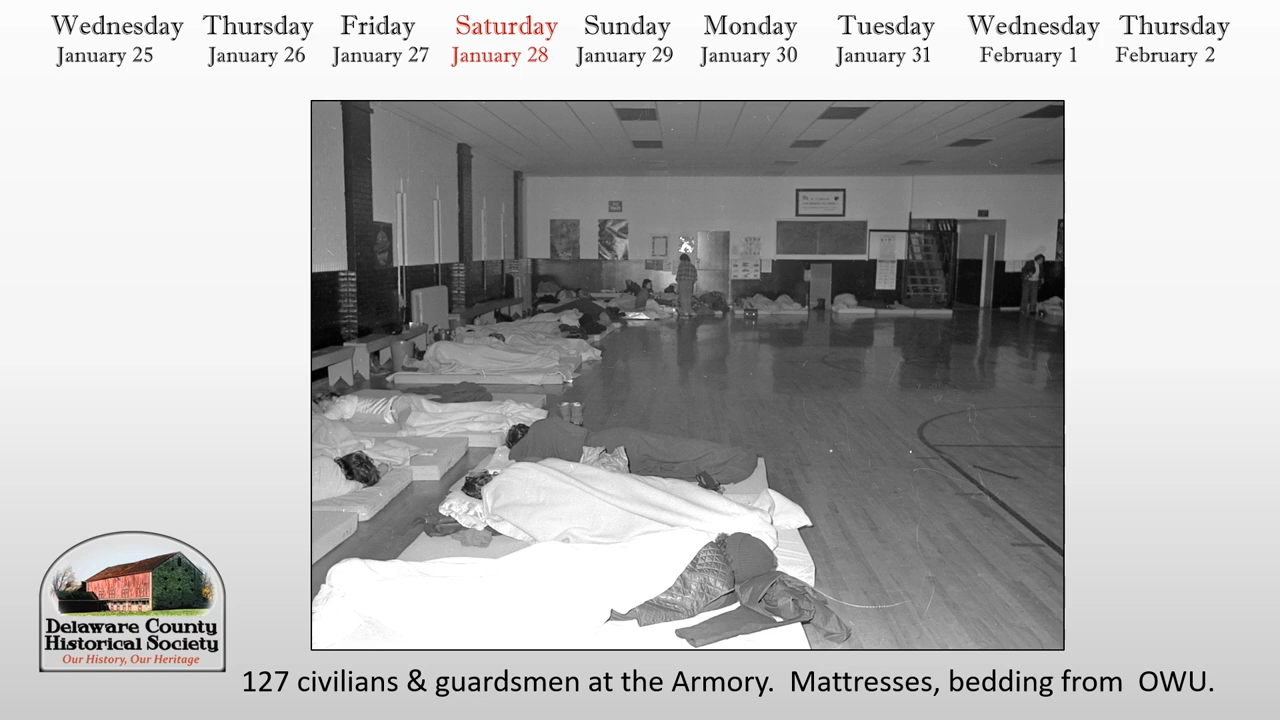 Wednesday Thursday Friday Saturday Sunday Monday Tuesday Wednesday Thursday
January 25 January 26 January 27 January 28 January 29 January 30 January 31 February 1 February 2
Delaware County
Historical Society
Our History, Our Heritage
127 civilians & guardsmen at the Armory.  Mattresses, bedding from  OWU.